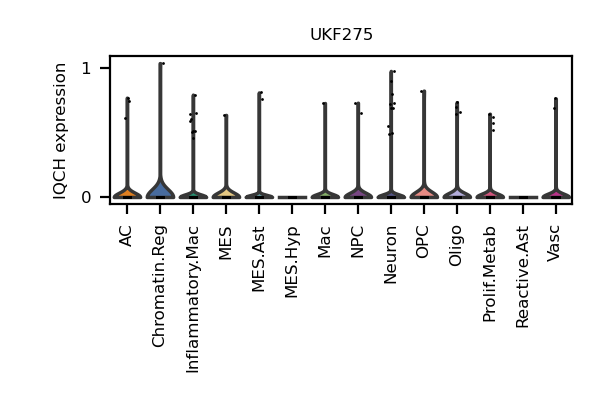 UKF275
IQCH expression
1
0
AC
Chromatin.Reg
Inflammatory.Mac
MES
MES.Ast
MES.Hyp
Mac
NPC
Neuron
OPC
Oligo
Prolif.Metab
Reactive.Ast
Vasc